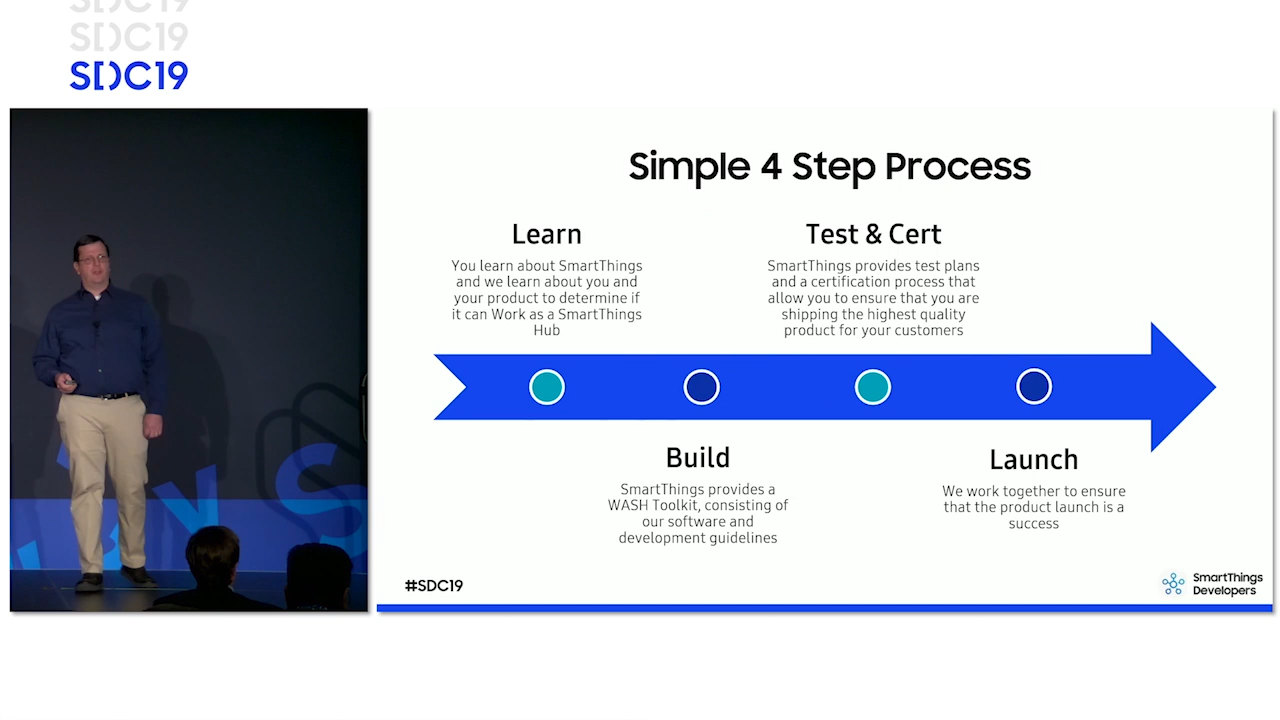 SDC19
SDC19
SDC19
Simple 4 Step Process
Learn
You learn about SmartThings
and we learn about you and
your product to determine if
it can Work as a SmartThings
Hub
Test & Cert
SmartThings provides test plans
and a certification process that
allow you to ensure that you are
shipping the highest quality
product for your customers
Build
SmartThings provides a
WASH Toolkit, consisting of
our software and
development guidelines
Launch
We work together to ensure
that the product launch is a
success
#SDC19
SmartThings
Developers